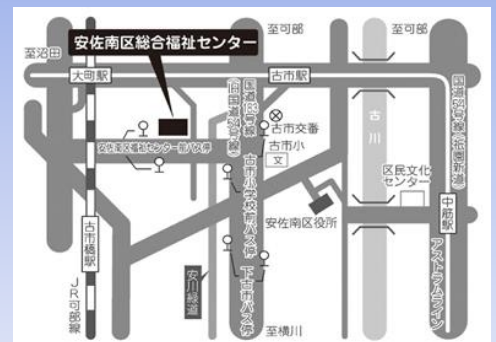 至可部
至可部
安佐南区総合福祉センター
至沼田
大町駅
古市駅
国道183号線
(旧国道54号線)
国道54号線(祇園新道)
古川
古市交番
古市小
文
安佐南区福祉センター前バス停
古市小学校前バス停
区民文化
センター
安佐南区役所
中筋駅
古市橋駅
アストラムライン
下古市バス停
安川緑道
JR可部線
至横川